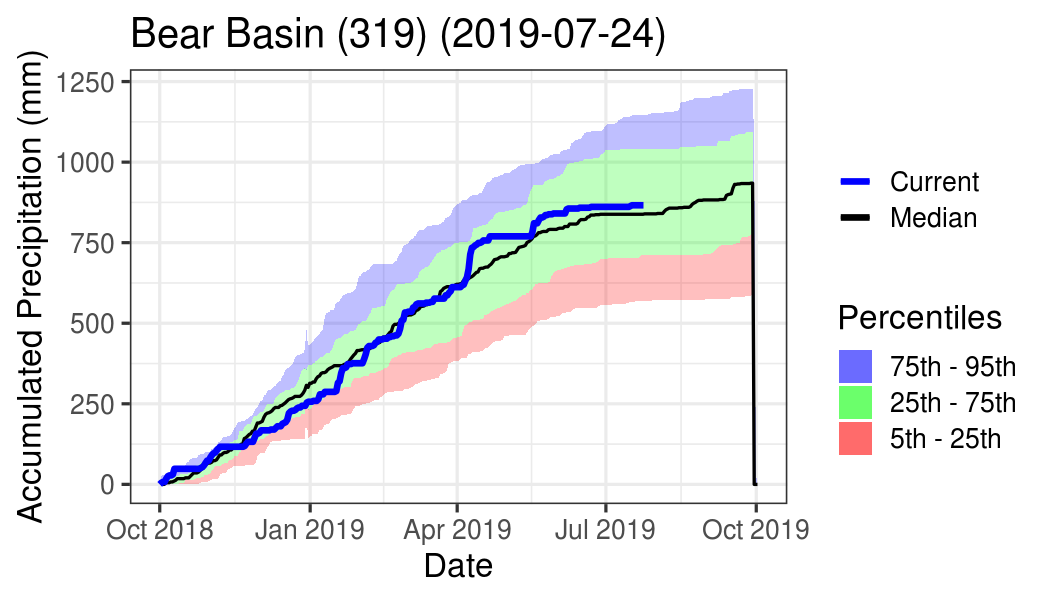 Bear Basin (319) (2019-07-24)
Accumulated Precipitation (mm)
1250
1000
750
500
250
0
Oct 2018 Jan 2019 Apr 2019 Jul 2019 Oct 2019
Date
Current
Median
Percentiles
75th - 95th
25th - 75th
5th - 25th